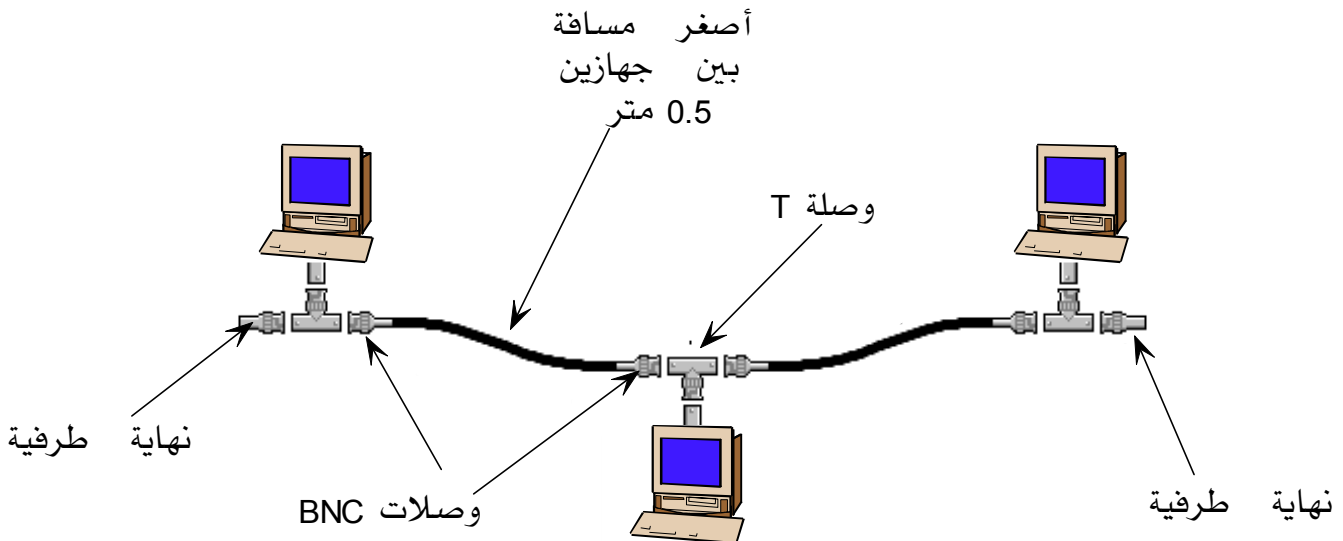 أصغر مسافة
بين جهازين
0.5 متر
وصلة T
نهاية طرفية
وصلات BNC
نهاية طرفية